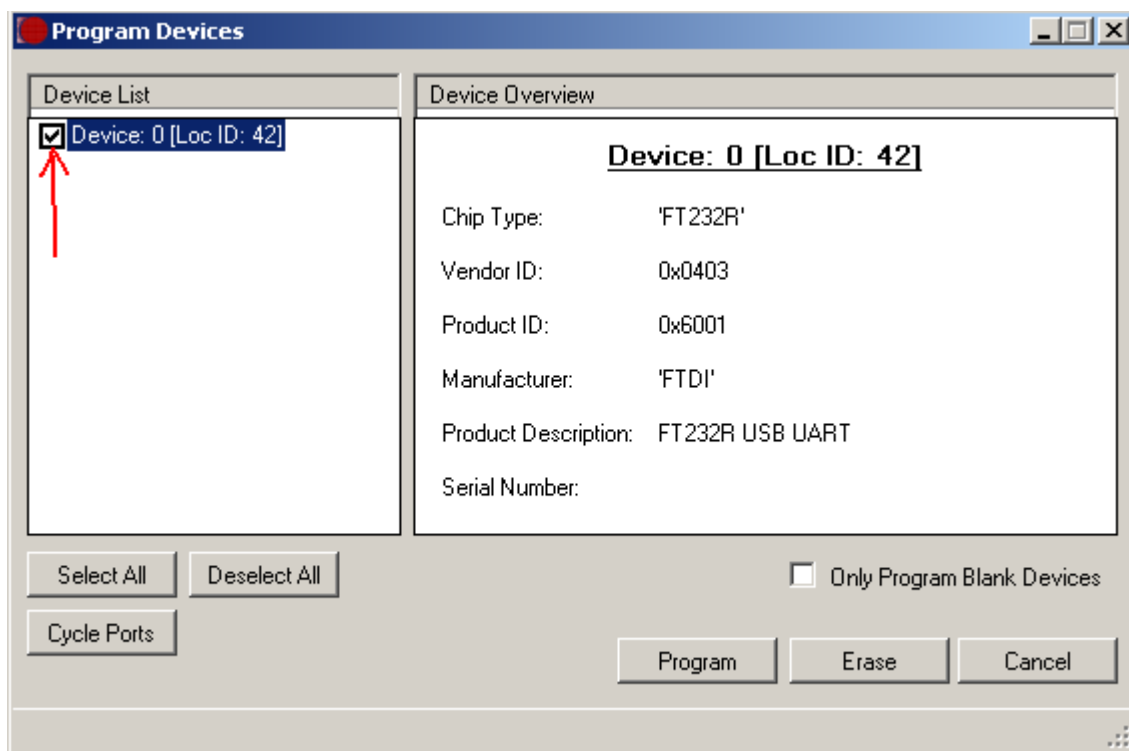 Program Devices
Device List
Device: 0 [Loc ID: 42]
Device Overview
Device: 0 [Loc ID: 42]
Chip Type: 'FT232R'
Vendor ID: 0x0403
Product ID: 0x6001
Manufacturer: 'FTDI'
Product Description: FT232R USB UART
Serial Number:
Select All Deselect All
Only Program Blank Devices
Cycle Ports
Program Erase Cancel